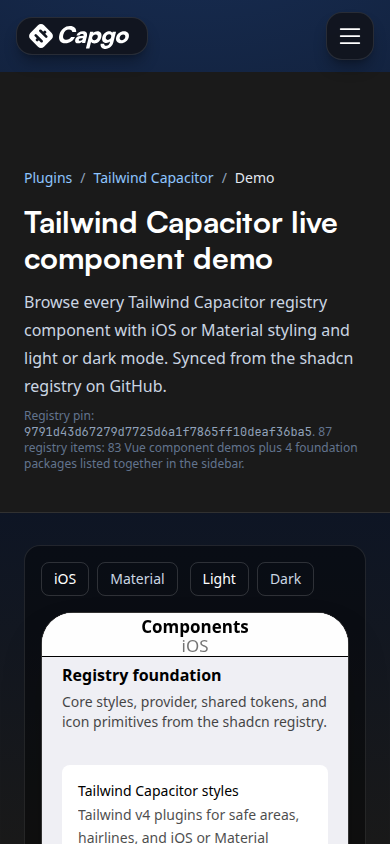 Capgo
Plugins / Tailwind Capacitor / Demo
Tailwind Capacitor live
component demo
Browse every Tailwind Capacitor registry
component with iOS or Material styling and
light or dark mode. Synced from the shadcn
registry on GitHub.
Registry pin:
9791d43d67279d7725d6a1f7865ff10deaf36ba5. 87
registry items: 83 Vue component demos plus 4 foundation
packages listed together in the sidebar.
iOS Material Light Dark
Components
iOS
Registry foundation
Core styles, provider, shared tokens, and
icon primitives from the shadcn registry.
Tailwind Capacitor styles
Tailwind v4 plugins for safe areas,
hairlines, and iOS or Material